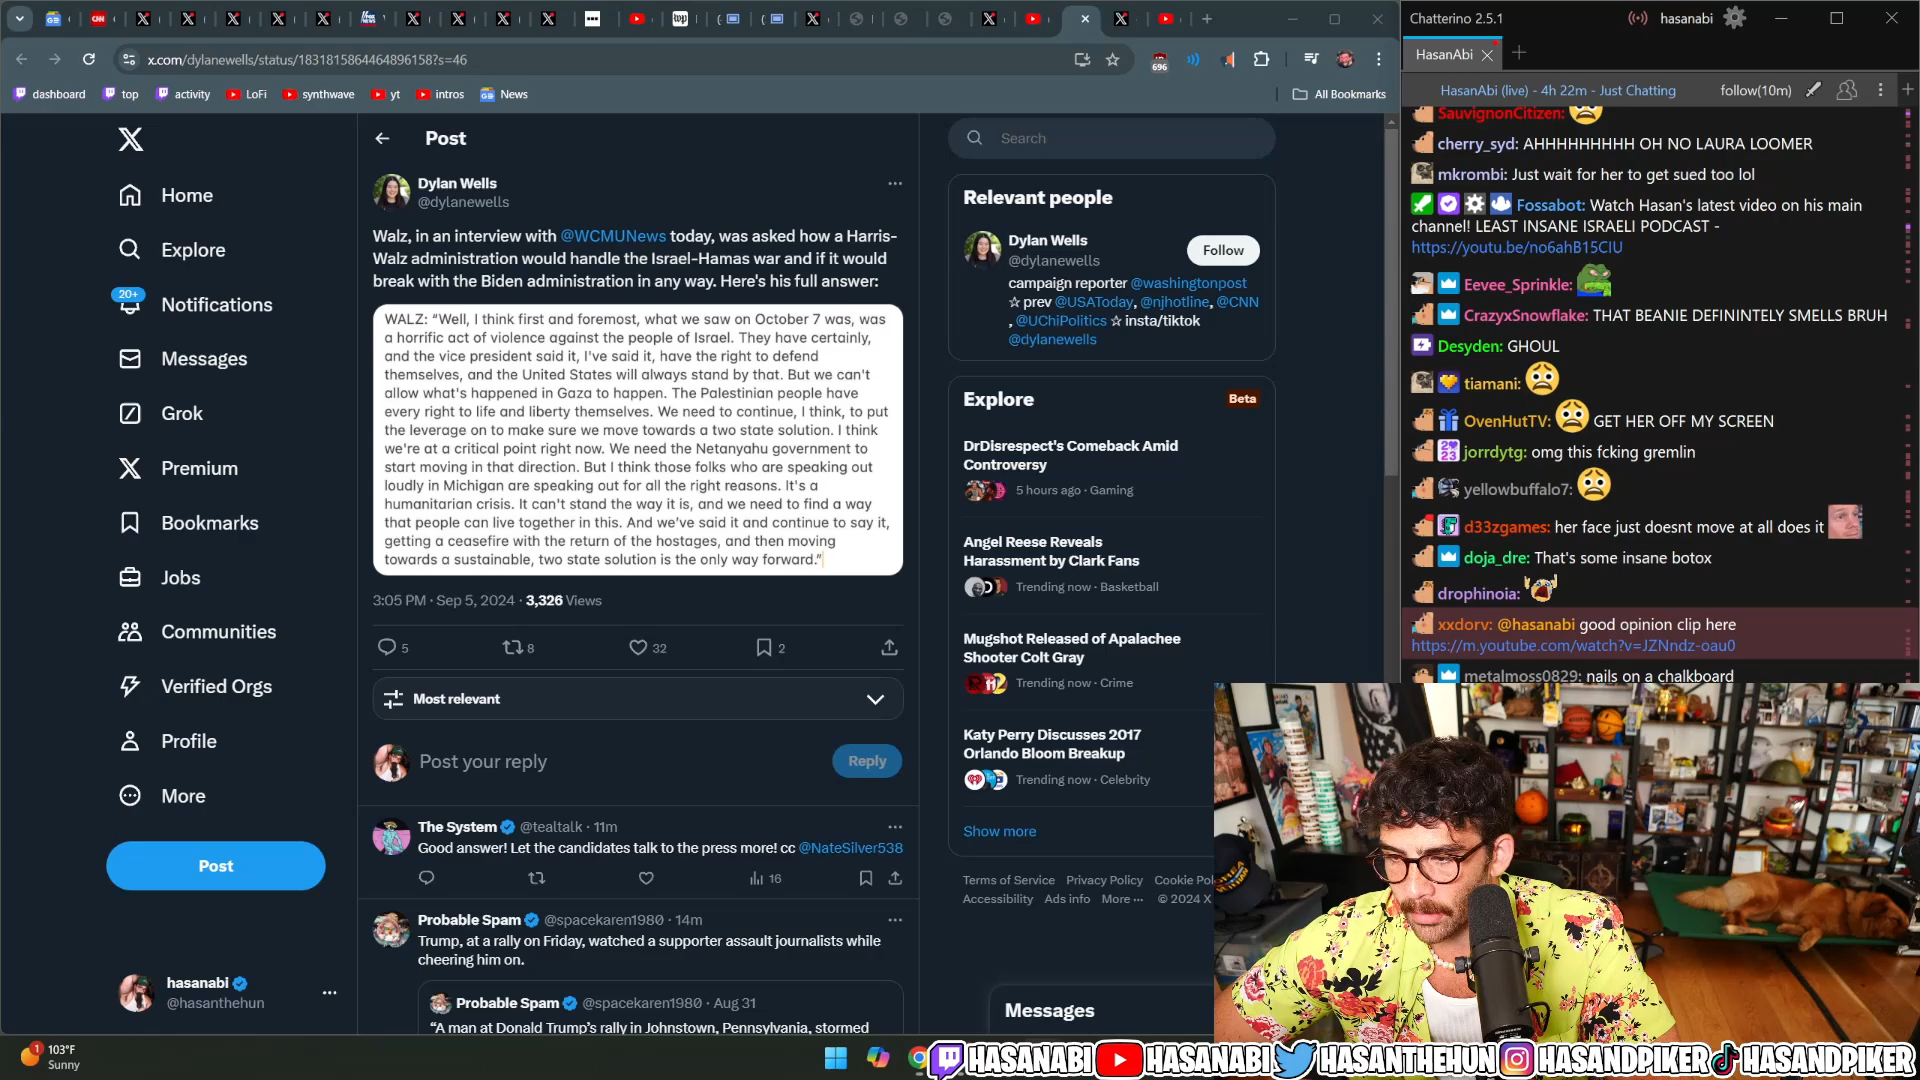 Chatterino 2.5.1
hasanabi
x.com/dylanewells/status/1831815864464896158?s=46
696
HasanAbi
dashboard
top
activity
LoFi
synthwave
yt
intros
News
All Bookmarks
HasanAbi (live) - 4h 22m - Just Chatting
follow(10m)
Home
Explore
20+
Notifications
Messages
Grok
Premium
Bookmarks
Jobs
Communities
Verified Orgs
Profile
More
Post
hasanabi
@hasanthehun
Post
Dylan Wells
@dylanewells
Walz, in an interview with @WCMUNews today, was asked how a Harris-
Walz administration would handle the Israel-Hamas war and if it would
break with the Biden administration in any way. Here's his full answer:
WALZ: “Well, I think first and foremost, what we saw on October 7 was, was
a horrific act of violence against the people of Israel. They have certainly,
and the vice president said it, I've said it, have the right to defend
themselves, and the United States will always stand by that. But we can't
allow what's happened in Gaza to happen. The Palestinian people have
every right to life and liberty themselves. We need to continue, I think, to put
the leverage on to make sure we move towards a two state solution. I think
we're at a critical point right now. We need the Netanyahu government to
start moving in that direction. But I think those folks who are speaking out
loudly in Michigan are speaking out for all the right reasons. It's a
humanitarian crisis. It can't stand the way it is, and we need to find a way
that people can live together in this. And we've said it and continue to say it,
getting a ceasefire with the return of the hostages, and then moving
towards a sustainable, two state solution is the only way forward.”
3:05 PM · Sep 5, 2024 · 3,326 Views
5
8
32
2
Most relevant
Post your reply
Reply
The System @tealtalk · 11m
Good answer! Let the candidates talk to the press more! cc @NateSilver538
16
Probable Spam @spacekaren1980 · 14m
Trump, at a rally on Friday, watched a supporter assault journalists while
cheering him on.
Probable Spam @spacekaren1980 · Aug 31
“A man at Donald Trump's rally in Johnstown, Pennsylvania, stormed
Search
Relevant people
Dylan Wells
@dylanewells
Follow
campaign reporter @washingtonpost
☆ prev @USAToday, @njhotline, @CNN
, @UChiPolitics ☆ insta/tiktok
@dylanewells
Explore
Beta
DrDisrespect's Comeback Amid
Controversy
5 hours ago · Gaming
Angel Reese Reveals
Harassment by Clark Fans
Trending now · Basketball
Mugshot Released of Apalachee
Shooter Colt Gray
Trending now · Crime
Katy Perry Discusses 2017
Orlando Bloom Breakup
Trending now · Celebrity
Show more
Terms of Service Privacy Policy Cookie Pol
Accessibility Ads info More ··· © 2024 X
Messages
SauvignonCitizen:
cherry_syd: AHHHHHHHHH OH NO LAURA LOOMER
mkrombi: Just wait for her to get sued too lol
Fossabot: Watch Hasan's latest video on his main
channel! LEAST INSANE ISRAELI PODCAST -
https://youtu.be/no6ahB15CIU
Eevee_Sprinkle:
CrazyxSnowflake: THAT BEANIE DEFININTELY SMELLS BRUH
Desyden: GHOUL
tiamani:
OvenHutTV: GET HER OFF MY SCREEN
jorrdytg: omg this fcking gremlin
yellowbuffalo7:
d33zgames: her face just doesnt move at all does it
doja_dre: That's some insane botox
drophinoia:
xxdorv: @hasanabi good opinion clip here
https://m.youtube.com/watch?v=JZNndz-oau0
metalmoss0829: nails on a chalkboard
1
103°F
Sunny
HASANABI HASANABI HASANTHEHUN HASANDPIKER HASANDPIKER